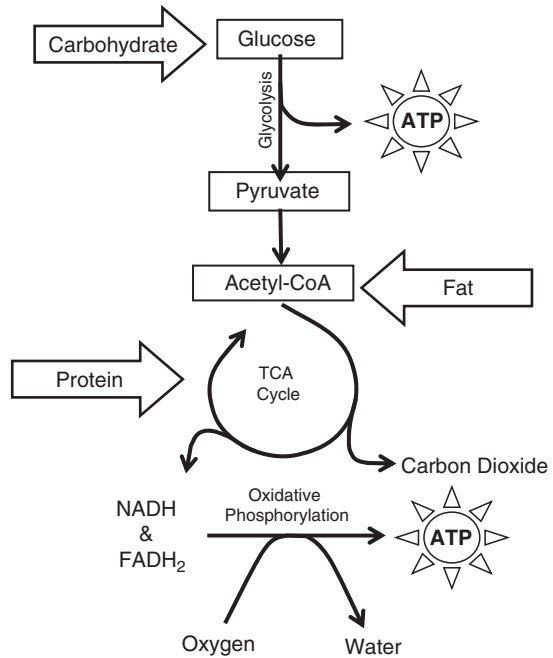 Carbohydrate
Glucose
Glycolysis
ATP
Pyruvate
Acetyl-CoA
Fat
Protein
TCA
Cycle
Carbon Dioxide
NADH
&
FADH₂
Oxidative
Phosphorylation
ATP
Oxygen
Water